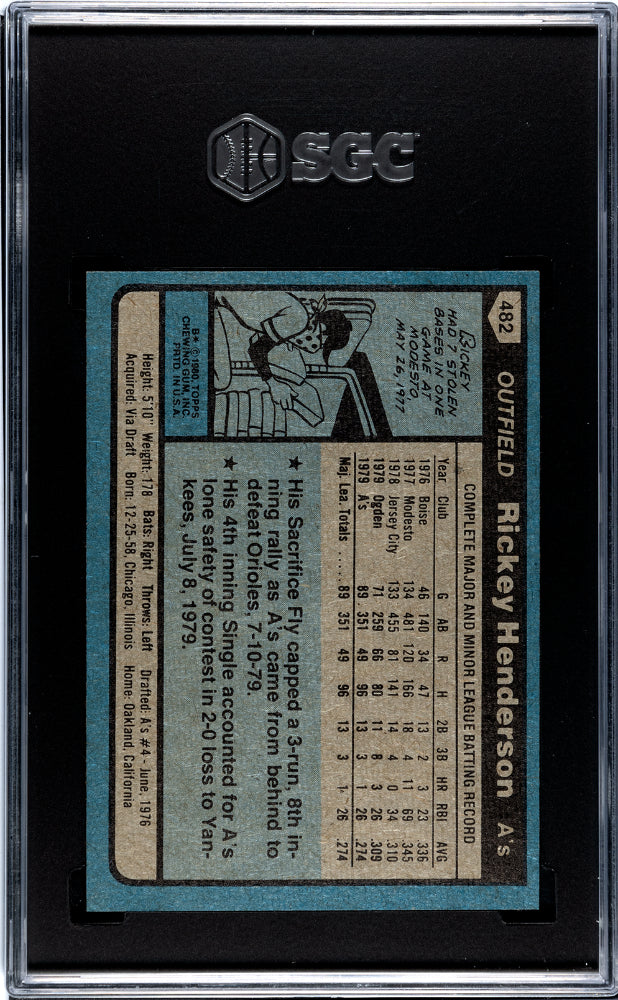 SGC
482 OUTFIELD Rickey Henderson A's
COMPLETE MAJOR AND MINOR LEAGUE BATTING RECORD
Year Club G AB R H 2B 3B HR RBI AVG
1976 Boise 46 140 34 47 13 2 3 23 .336
1977 Modesto 134 481 120 166 18 4 11 69 .345
1978 Jersey City 133 455 81 141 14 4 0 34 .310
1979 Ogden 71 259 66 80 11 8 3 26 .309
1979 A's 89 351 49 96 13 3 1 26 .274
Maj. Lea. Totals ..... 89 351 49 96 13 3 1 26 .274
RICKEY
HAD 7 STOLEN
BASES IN ONE
GAME AT
MODESTO
MAY 26, 1977
★ His Sacrifice Fly capped a 3-run, 8th in-
ning rally as A's came from behind to
defeat Orioles, 7-10-79.
★ His 4th inning Single accounted for A's
lone safety of contest in 2-0 loss to Yan-
kees, July 8, 1979.
B* © 1980, TOPPS
CHEWING GUM, INC.
PRTD. IN U.S.A.
Height: 5'10" Weight: 178 Bats: Right Throws: Left Drafted: A's #4 - June, 1976
Acquired: Via Draft Born: 12-25-58, Chicago, Illinois Home: Oakland, California